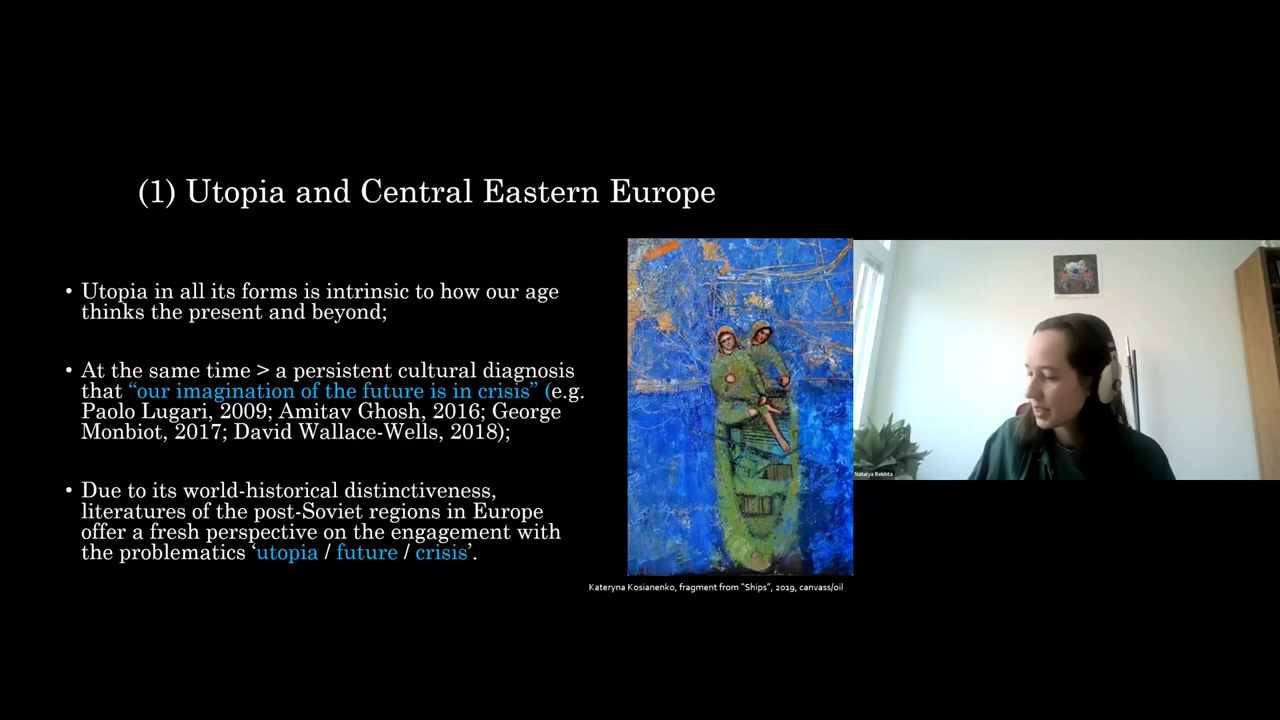 (1) Utopia and Central Eastern Europe
• Utopia in all its forms is intrinsic to how our age
thinks the present and beyond;
• At the same time > a persistent cultural diagnosis
that “our imagination of the future is in crisis” (e.g.
Paolo Lugari, 2009; Amitav Ghosh, 2016; George
Monbiot, 2017; David Wallace-Wells, 2018);
• Due to its world-historical distinctiveness,
literatures of the post-Soviet regions in Europe
offer a fresh perspective on the engagement with
the problematics ‘utopia / future / crisis’.
Kateryna Kosianenko, fragment from “Ships”, 2019, canvass/oil
Natalya Bekhta